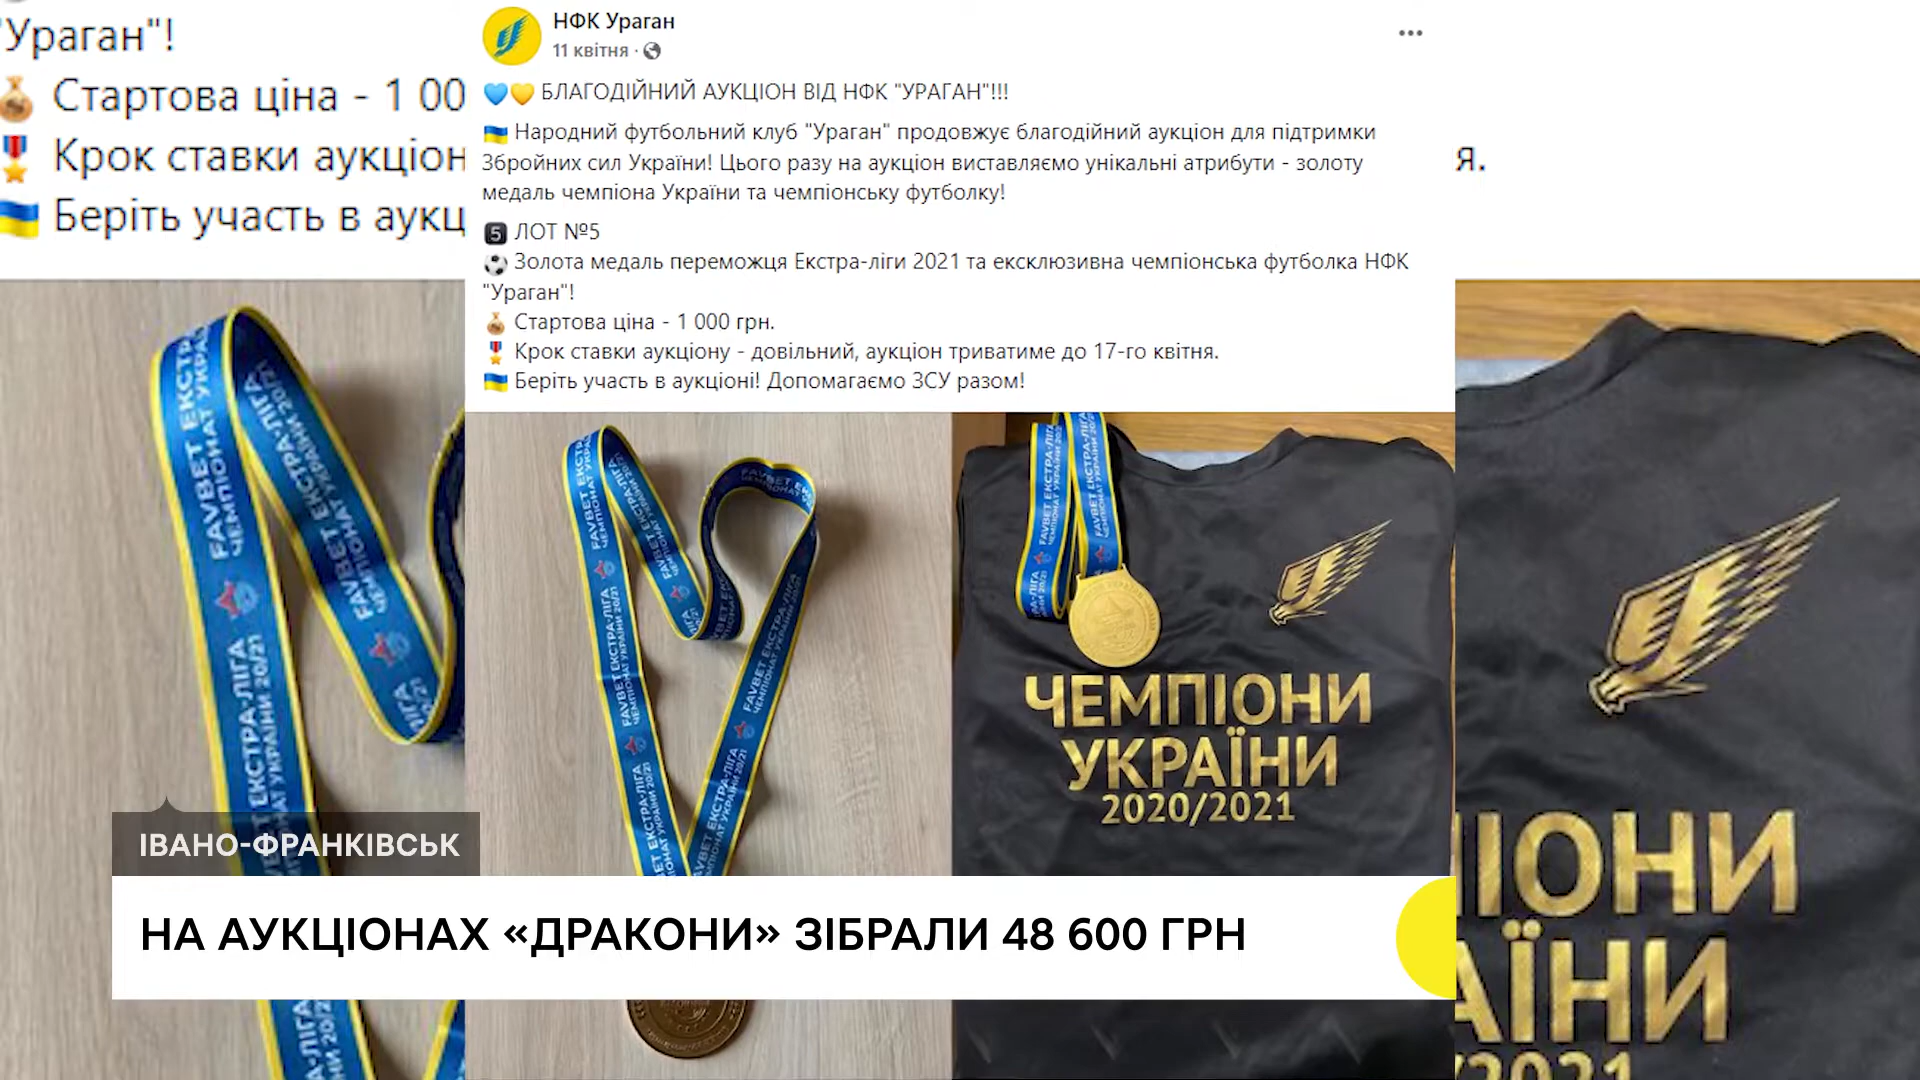 "Ураган"!
Стартова ціна - 1 00
Крок ставки аукціон
Беріть участь в аукц
НФК Ураган
11 квітня ·
БЛАГОДІЙНИЙ АУКЦІОН ВІД НФК "УРАГАН"!!!
Народний футбольний клуб "Ураган" продовжує благодійний аукціон для підтримки
Збройних сил України! Цього разу на аукціон виставляємо унікальні атрибути - золоту
медаль чемпіона України та чемпіонську футболку!
5 ЛОТ №5
Золота медаль переможця Екстра-ліги 2021 та ексклюзивна чемпіонська футболка НФК
"Ураган"!
Стартова ціна - 1 000 грн.
Крок ставки аукціону - довільний, аукціон триватиме до 17-го квітня.
Беріть участь в аукціоні! Допомагаємо ЗСУ разом!
я.
FAVBET ЕКСТРА-ЛІГА
ЧЕМПІОНАТ УКРАЇНИ 20/21
ЧЕМПІОНИ
УКРАЇНИ
2020/2021
ПІОНИ
АЇНИ
/2021
ІВАНО-ФРАНКІВСЬК
НА АУКЦІОНАХ «ДРАКОНИ» ЗІБРАЛИ 48 600 ГРН